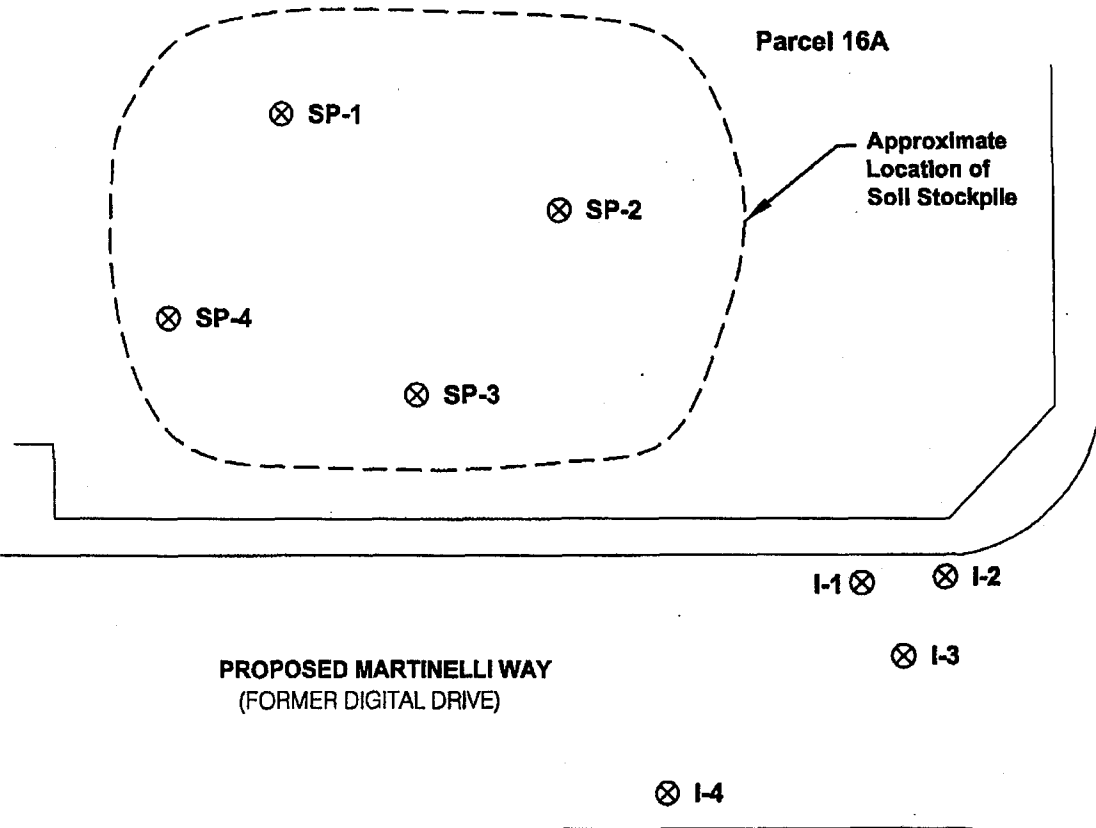 Parcel 16A
SP-1
Approximate
Location of
Soil Stockpile
SP-2
SP-4
SP-3
I-1
I-2
I-3
PROPOSED MARTINELLI WAY
(FORMER DIGITAL DRIVE)
I-4